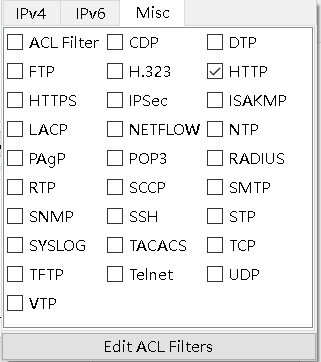 IPv4 IPv6 Misc
ACL Filter CDP DTP
FTP H.323 HTTP
HTTPS IPSec ISAKMP
LACP NETFLOW NTP
PAgP POP3 RADIUS
RTP SCCP SMTP
SNMP SSH STP
SYSLOG TACACS TCP
TFTP Telnet UDP
VTP
Edit ACL Filters